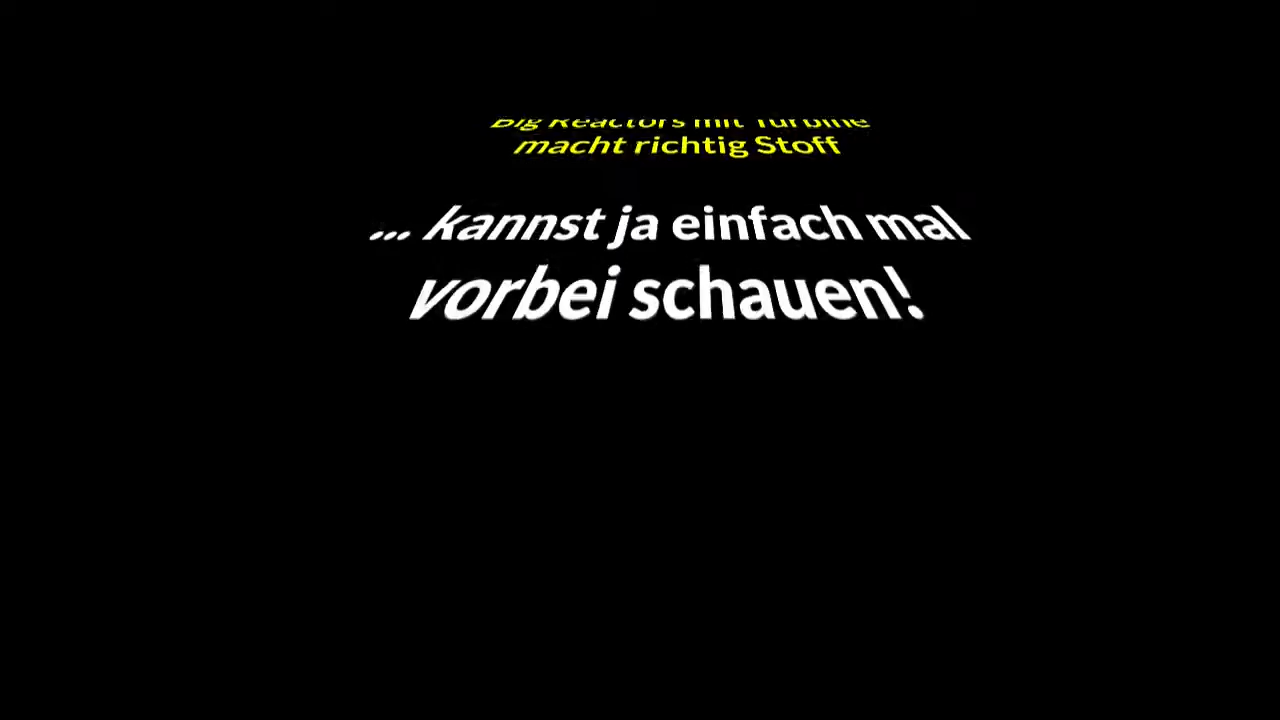 Big Reactors mit Turbine
macht richtig Stoff
... kannst ja einfach mal
vorbei schauen!